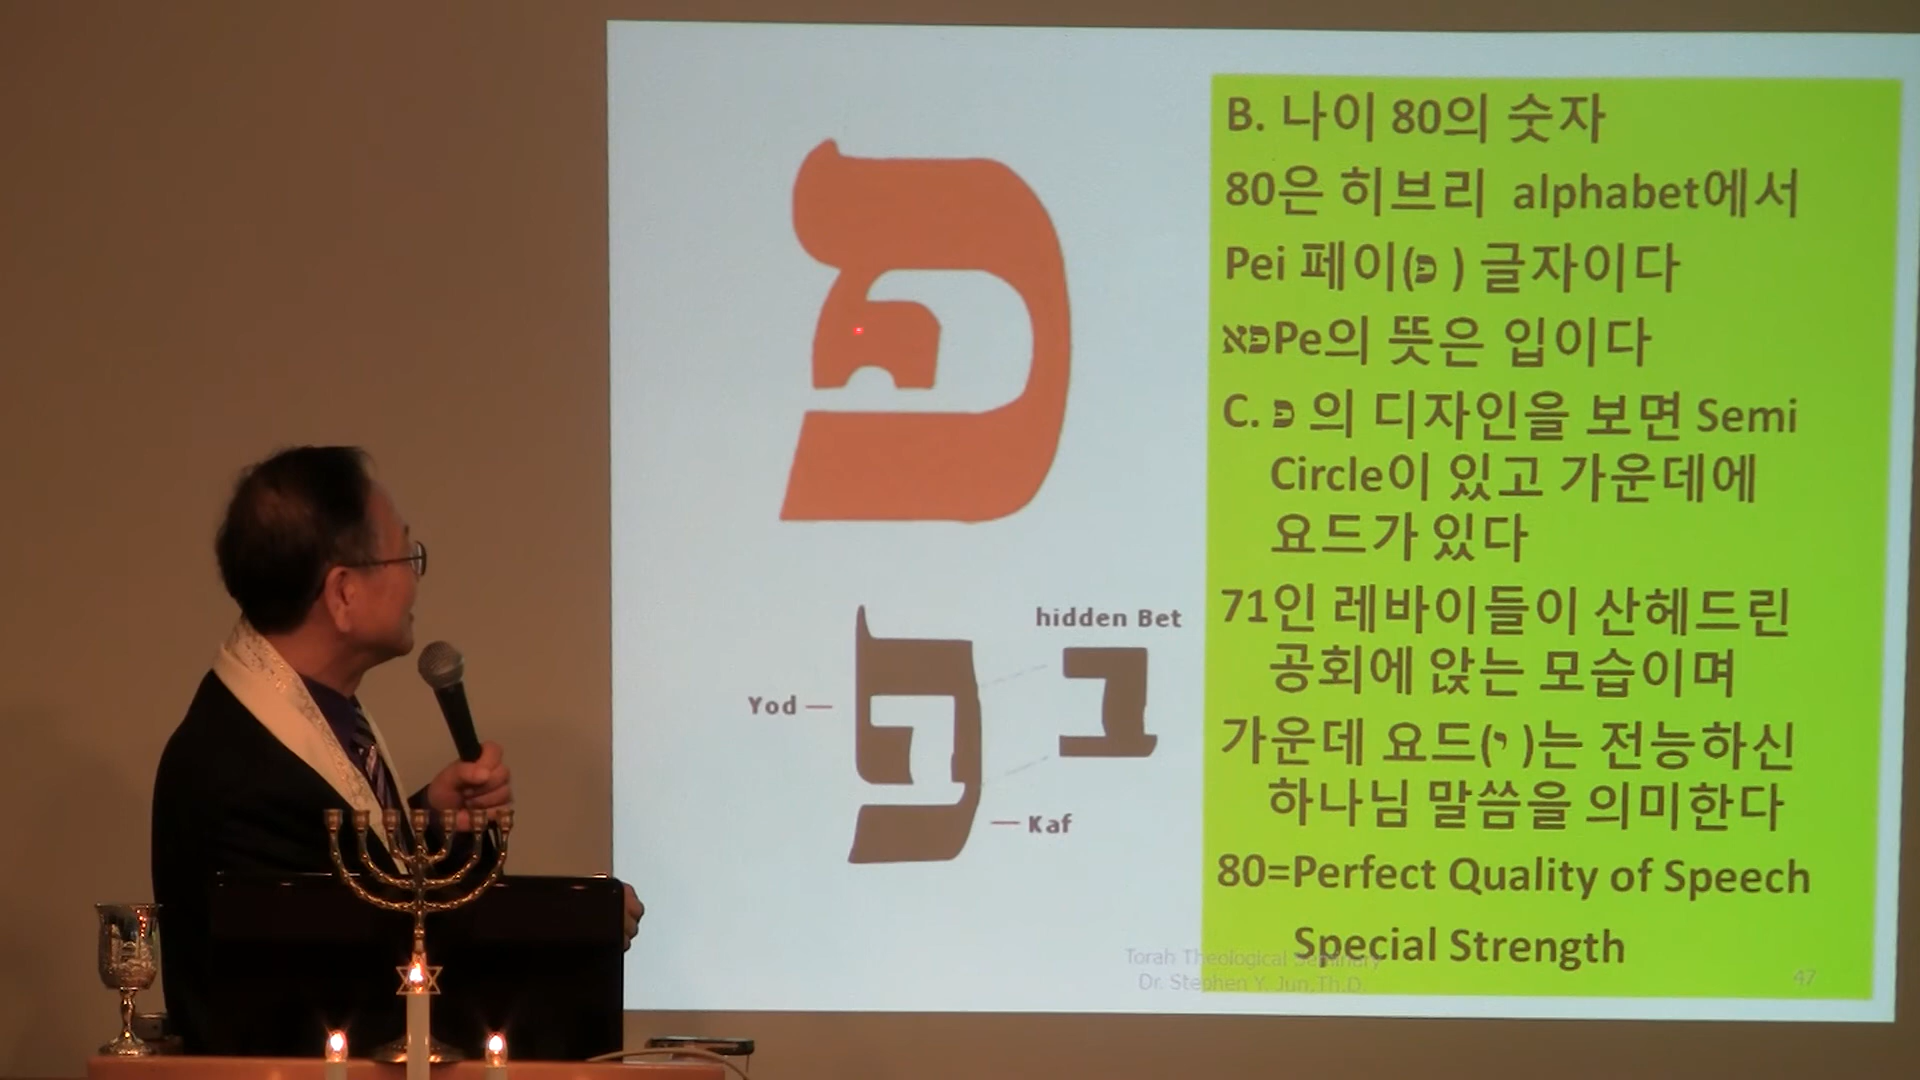 פ
hidden Bet
Yod
פ
ב
Kaf
B. 나이 80의 숫자
80은 히브리 alphabet에서
Pei 페이(פ ) 글자이다
פאPe의 뜻은 입이다
C. פ 의 디자인을 보면 Semi
Circle이 있고 가운데에
요드가 있다
71인 레바이들이 산헤드린
공회에 앉는 모습이며
가운데 요드(י )는 전능하신
하나님 말씀을 의미한다
80=Perfect Quality of Speech
Special Strength
Torah Theological Seminary
Dr. Stephen Y. Jun,Th.D.
47